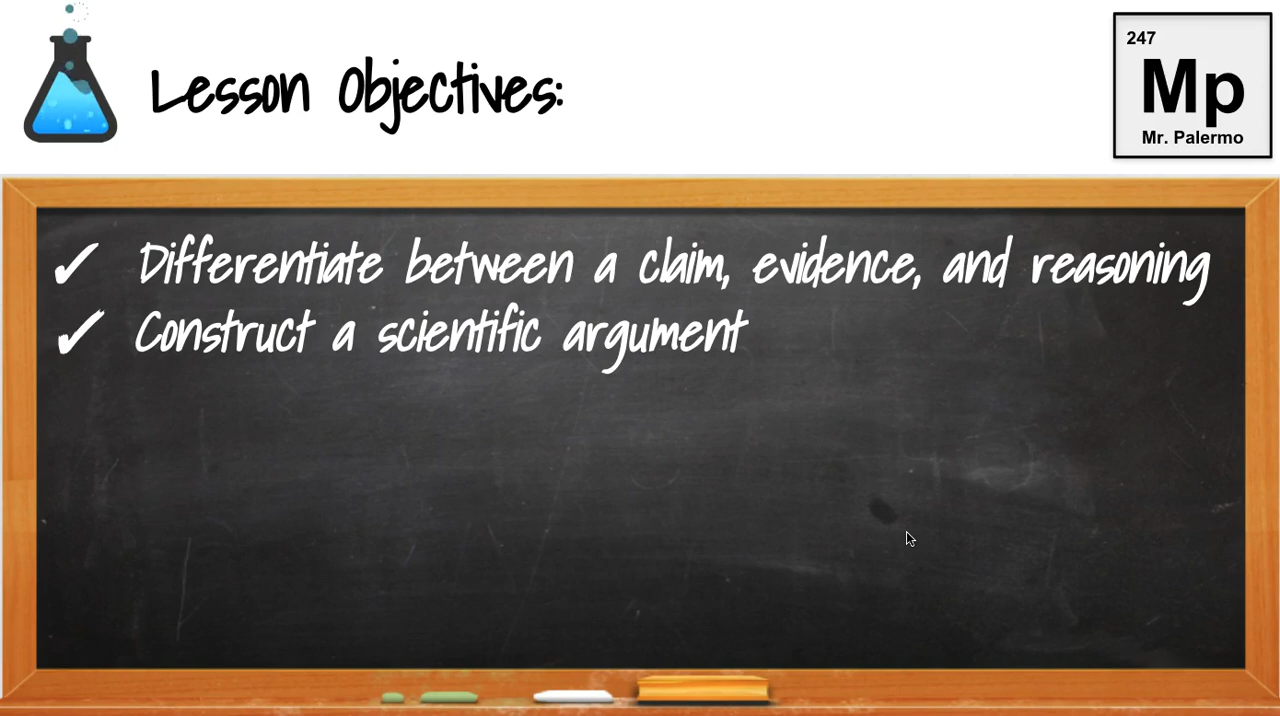 Lesson Objectives:
247
Mp
Mr. Palermo
✓ Differentiate between a claim, evidence, and reasoning
✓ Construct a scientific argument